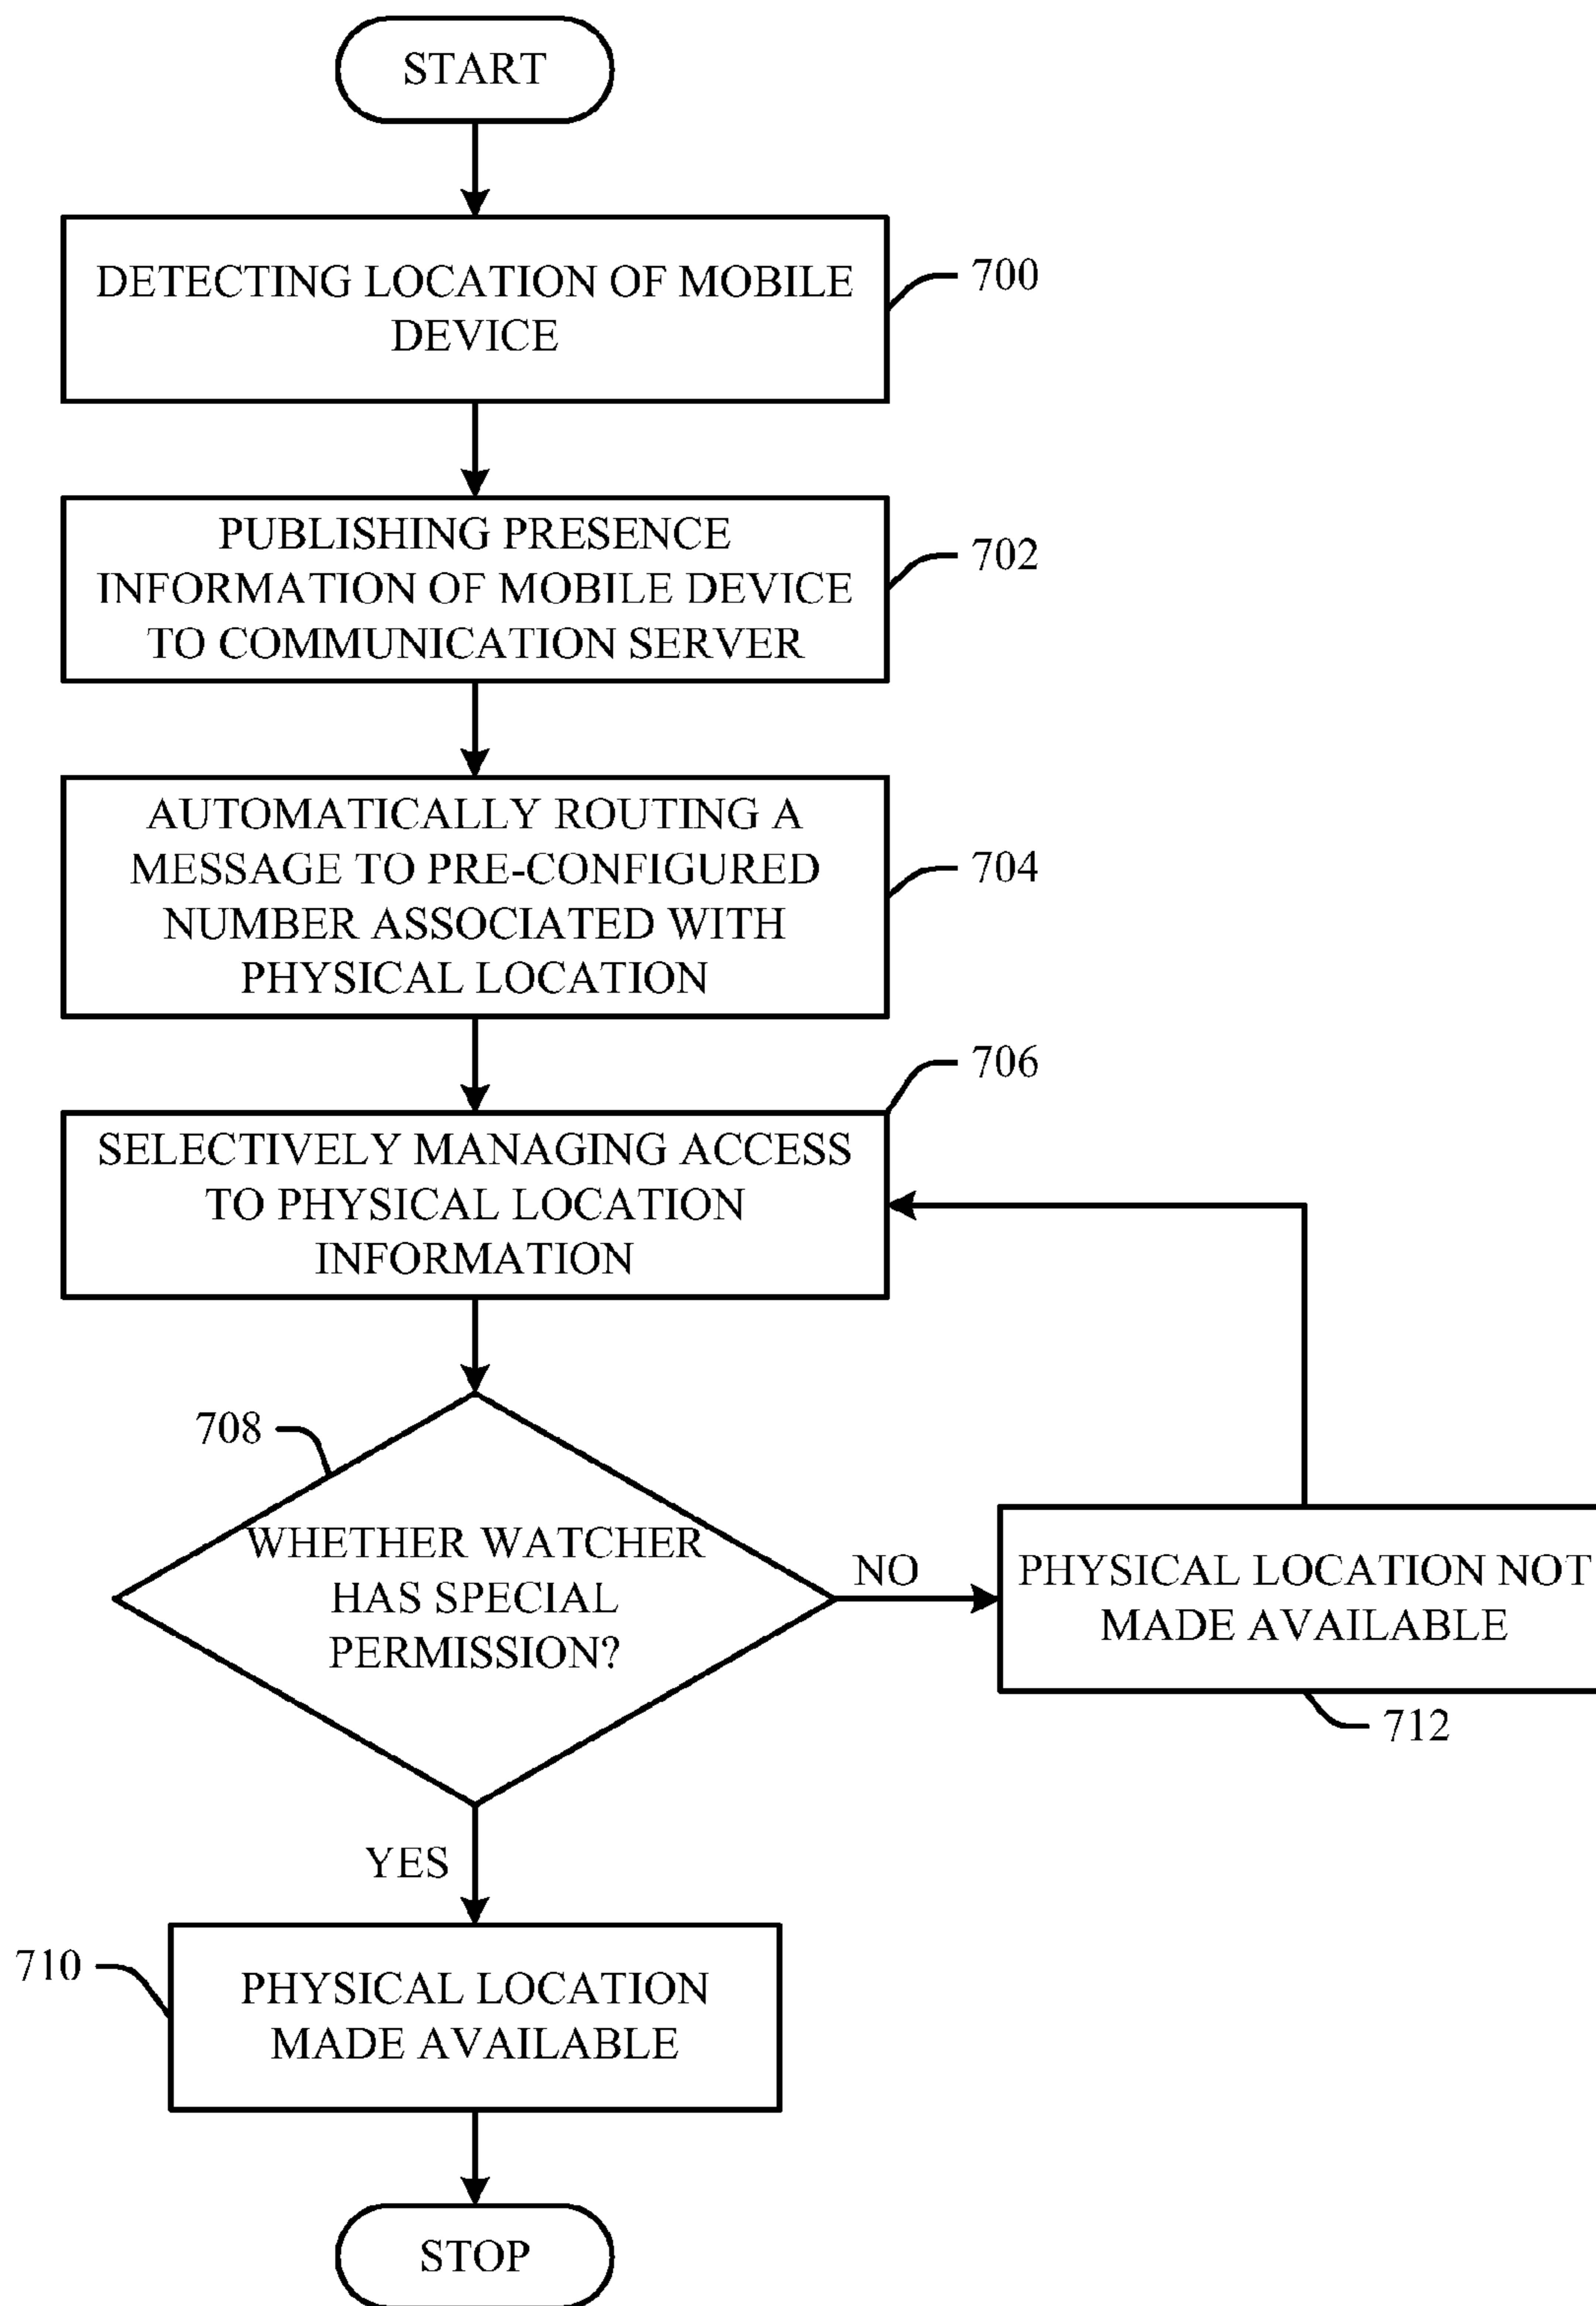 START
DETECTING LOCATION OF MOBILE
DEVICE
700
PUBLISHING PRESENCE
INFORMATION OF MOBILE DEVICE
TO COMMUNICATION SERVER
702
AUTOMATICALLY ROUTING A
MESSAGE TO PRE-CONFIGURED
NUMBER ASSOCIATED WITH
PHYSICAL LOCATION
704
706
SELECTIVELY MANAGING ACCESS
TO PHYSICAL LOCATION
INFORMATION
708
WHETHER WATCHER
HAS SPECIAL
PERMISSION?
NO
PHYSICAL LOCATION NOT
MADE AVAILABLE
712
YES
710
PHYSICAL LOCATION
MADE AVAILABLE
STOP